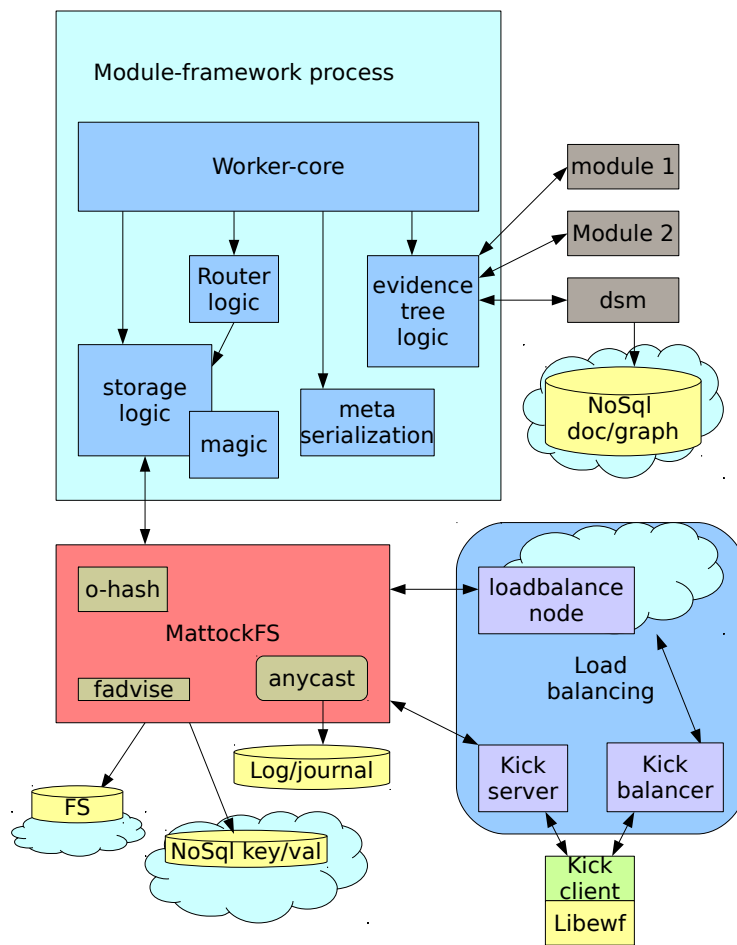 Module-framework process
Worker-core
module 1
Module 2
Router
logic
evidence
tree
logic
dsm
storage
logic
magic
meta
serialization
NoSql
doc/graph
o-hash
MattockFS
fadvise
anycast
loadbalance
node
Load
balancing
Log/journal
Kick
server
Kick
balancer
FS
NoSql key/val
Kick
client
Libewf